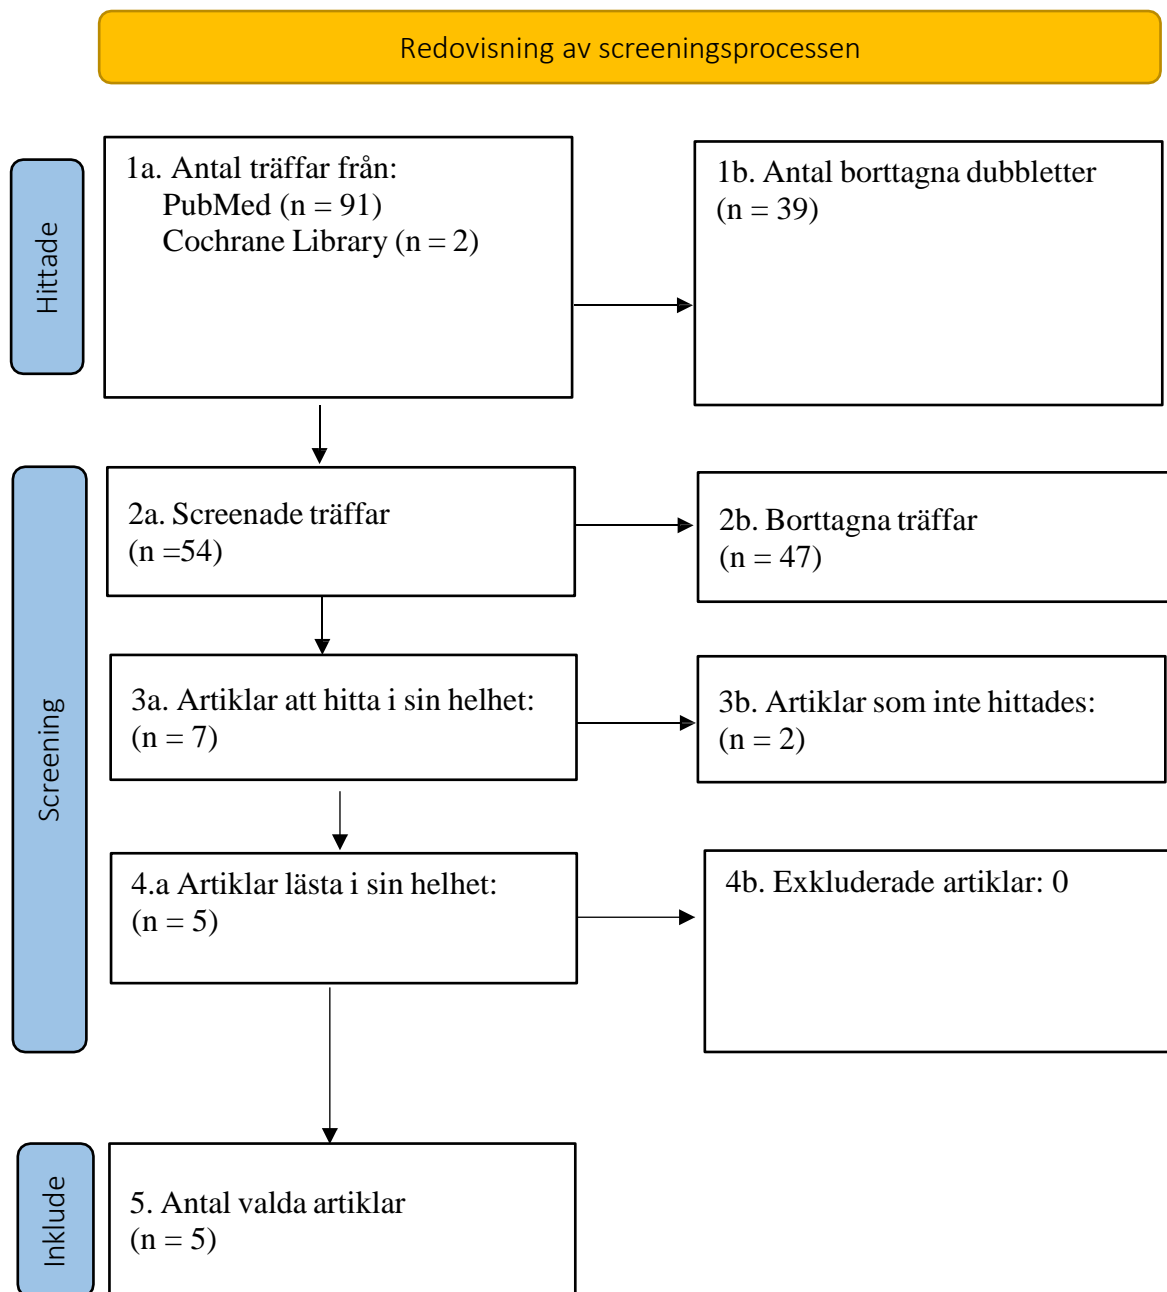 Redovisning av screeningsprocessen
Hittade
1a. Antal träffar från:
PubMed (n = 91)
Cochrane Library (n = 2)
1b. Antal borttagna dubbletter
(n = 39)
Screening
2a. Screenade träffar
(n =54)
2b. Borttagna träffar
(n = 47)
3a. Artiklar att hitta i sin helhet:
(n = 7)
3b. Artiklar som inte hittades:
(n = 2)
4.a Artiklar lästa i sin helhet:
(n = 5)
4b. Exkluderade artiklar: 0
Inklude
5. Antal valda artiklar
(n = 5)